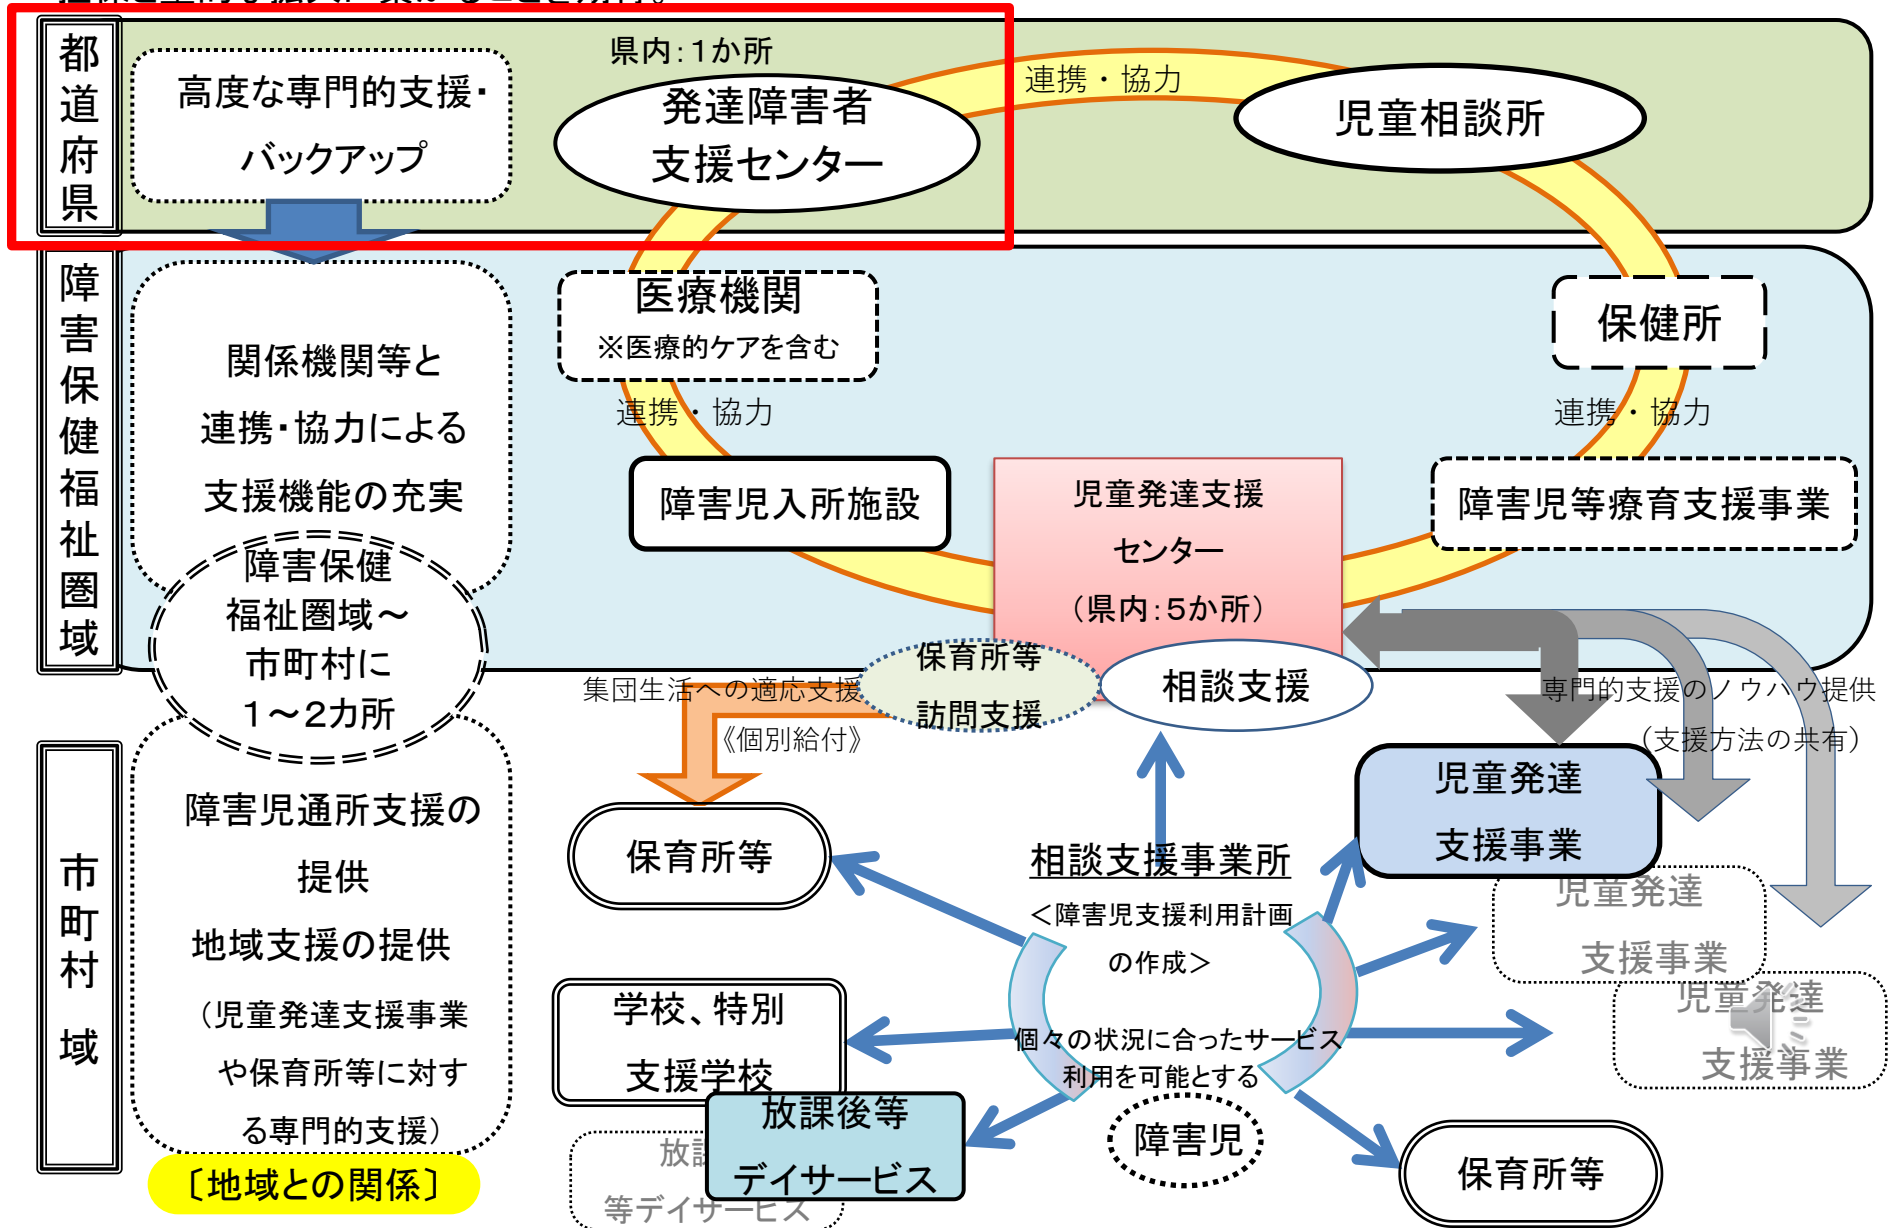 都道府県
高度な専門的支援・
バックアップ
県内：１か所
発達障害者
支援センター
連携・協力
児童相談所
障害保健福祉圏域
関係機関等と
連携・協力による
支援機能の充実
医療機関
※医療的ケアを含む
保健所
連携・協力
連携・協力
障害児入所施設
児童発達支援
センター
（県内：５か所）
障害児等療育支援事業
障害保健
福祉圏域～
市町村に
１～２カ所
保育所等
訪問支援
相談支援
集団生活への適応支援
《個別給付》
専門的支援のノウハウ提供
（支援方法の共有）
市町村 域
障害児通所支援の
提供
地域支援の提供
（児童発達支援事業
や保育所等に対す
る専門的支援）
〔地域との関係〕
保育所等
相談支援事業所
＜障害児支援利用計画
の作成＞
個々の状況に合ったサービス
利用を可能とする
障害児
児童発達
支援事業
児童発達
支援事業
児童発達
支援事業
学校、特別
支援学校
放課後等
デイサービス
放課
等デイサービス
保育所等